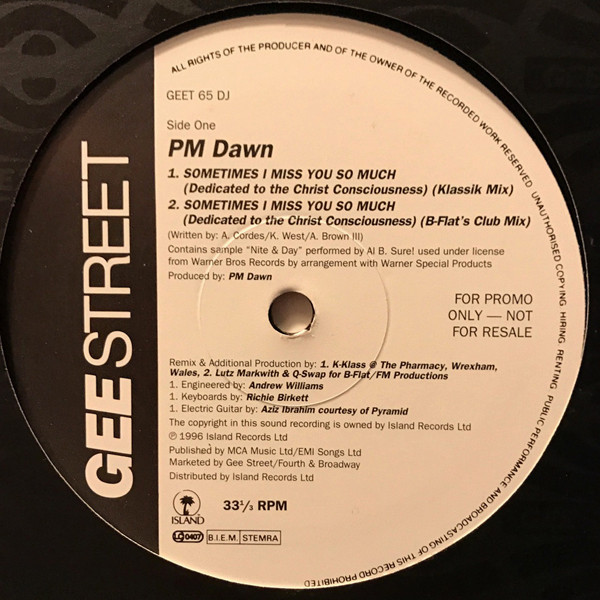 ALL RIGHTS OF THE PRODUCER AND OF THE OWNER OF THE RECORDED WORK RESERVED UNAUTHORISED COPYING HIRING RENTING PUBLIC PERFORMANCE AND BROADCASTING OF THIS RECORD PROHIBITED
GEESTREET
GEET 65 DJ
Side One
PM Dawn
1. SOMETIMES I MISS YOU SO MUCH
(Dedicated to the Christ Consciousness) (Klassik Mix)
2. SOMETIMES I MISS YOU SO MUCH
(Dedicated to the Christ Consciousness) (B-Flat's Club Mix)
(Written by: A. Cordes/K. West/A. Brown III)
Contains sample "Nite & Day" performed by Al B. Sure! used under license
from Warner Bros Records by arrangement with Warner Special Products
Produced by: PM Dawn
FOR PROMO
ONLY — NOT
FOR RESALE
Remix & Additional Production by: 1. K-Klass @ The Pharmacy, Wrexham,
Wales, 2. Lutz Markwith & Q-Swap for B-Flat/FM Productions
1. Engineered by: Andrew Williams
1. Keyboards by: Richie Birkett
1. Electric Guitar by: Aziz Ibrahim courtesy of Pyramid
The copyright in this sound recording is owned by Island Records Ltd
℗ 1996 Island Records Ltd
Published by MCA Music Ltd/EMI Songs Ltd
Marketed by Gee Street/Fourth & Broadway
Distributed by Island Records Ltd
ISLAND
33⅓ RPM
LC 0407 B.I.E.M. STEMRA